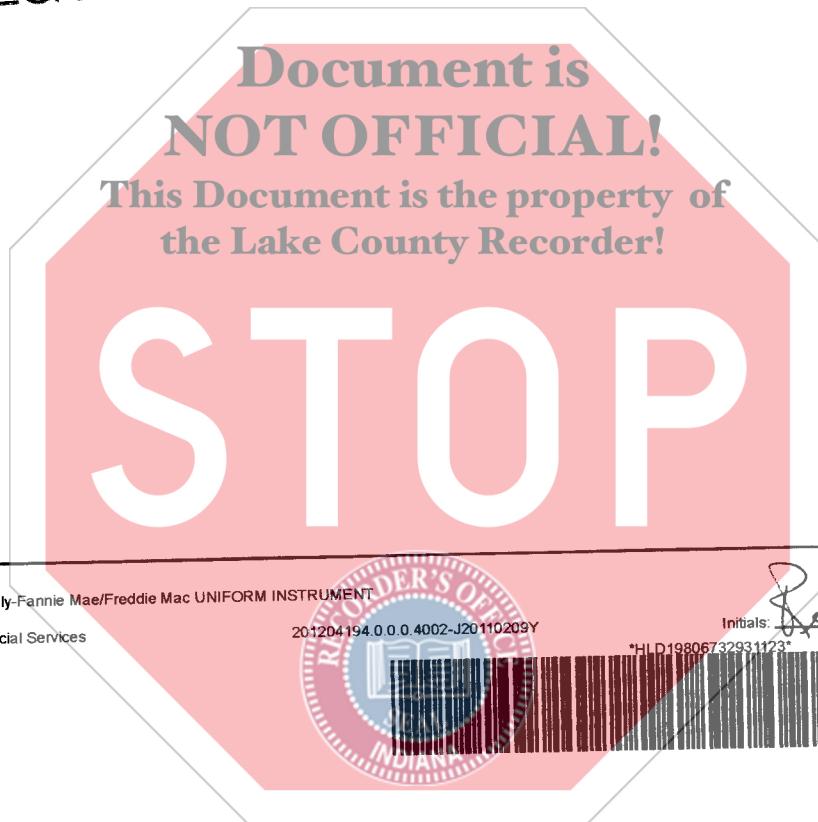 Document is
NOT OFFICIAL!
This Document is the property of
the Lake County Recorder!
STOP
ly-Fannie Mae/Freddie Mac UNIFORM INSTRUMENT
cial Services
201204194.0.0.0.4002-J20110209Y
Initials:
*HLD19806732931123*
RECORDER'S OFFICE
SEAL
INDIANA